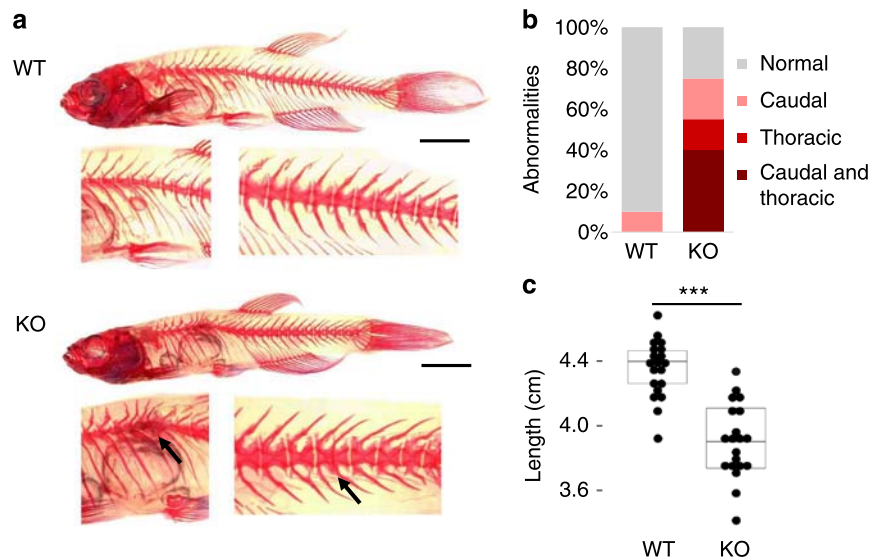 a
WT
KO
b
Abnormalities
100%
80%
60%
40%
20%
0%
WT KO
Normal
Caudal
Thoracic
Caudal and
thoracic
c
***
Length (cm)
4.4
4.0
3.6
WT KO